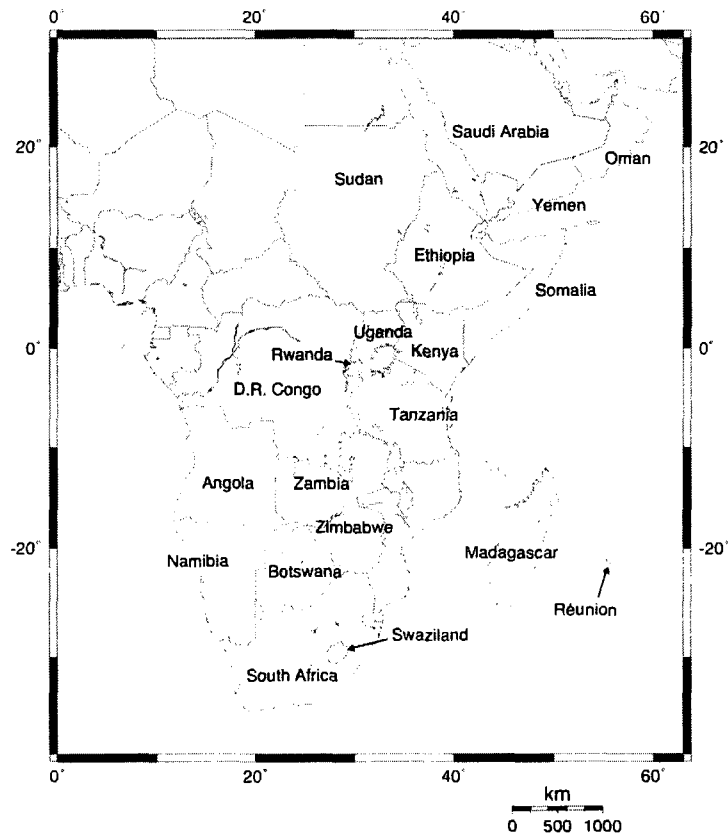 0° 20° 40° 60°
20° 20°
0° 0°
-20° -20°
Saudi Arabia
Oman
Sudan
Yemen
Ethiopia
Somalia
Uganda
Rwanda
Kenya
D.R. Congo
Tanzania
Angola
Zambia
Zimbabwe
Namibia
Botswana
Madagascar
Réunion
Swaziland
South Africa
0° 20° 40° 60°
km
0 500 1000